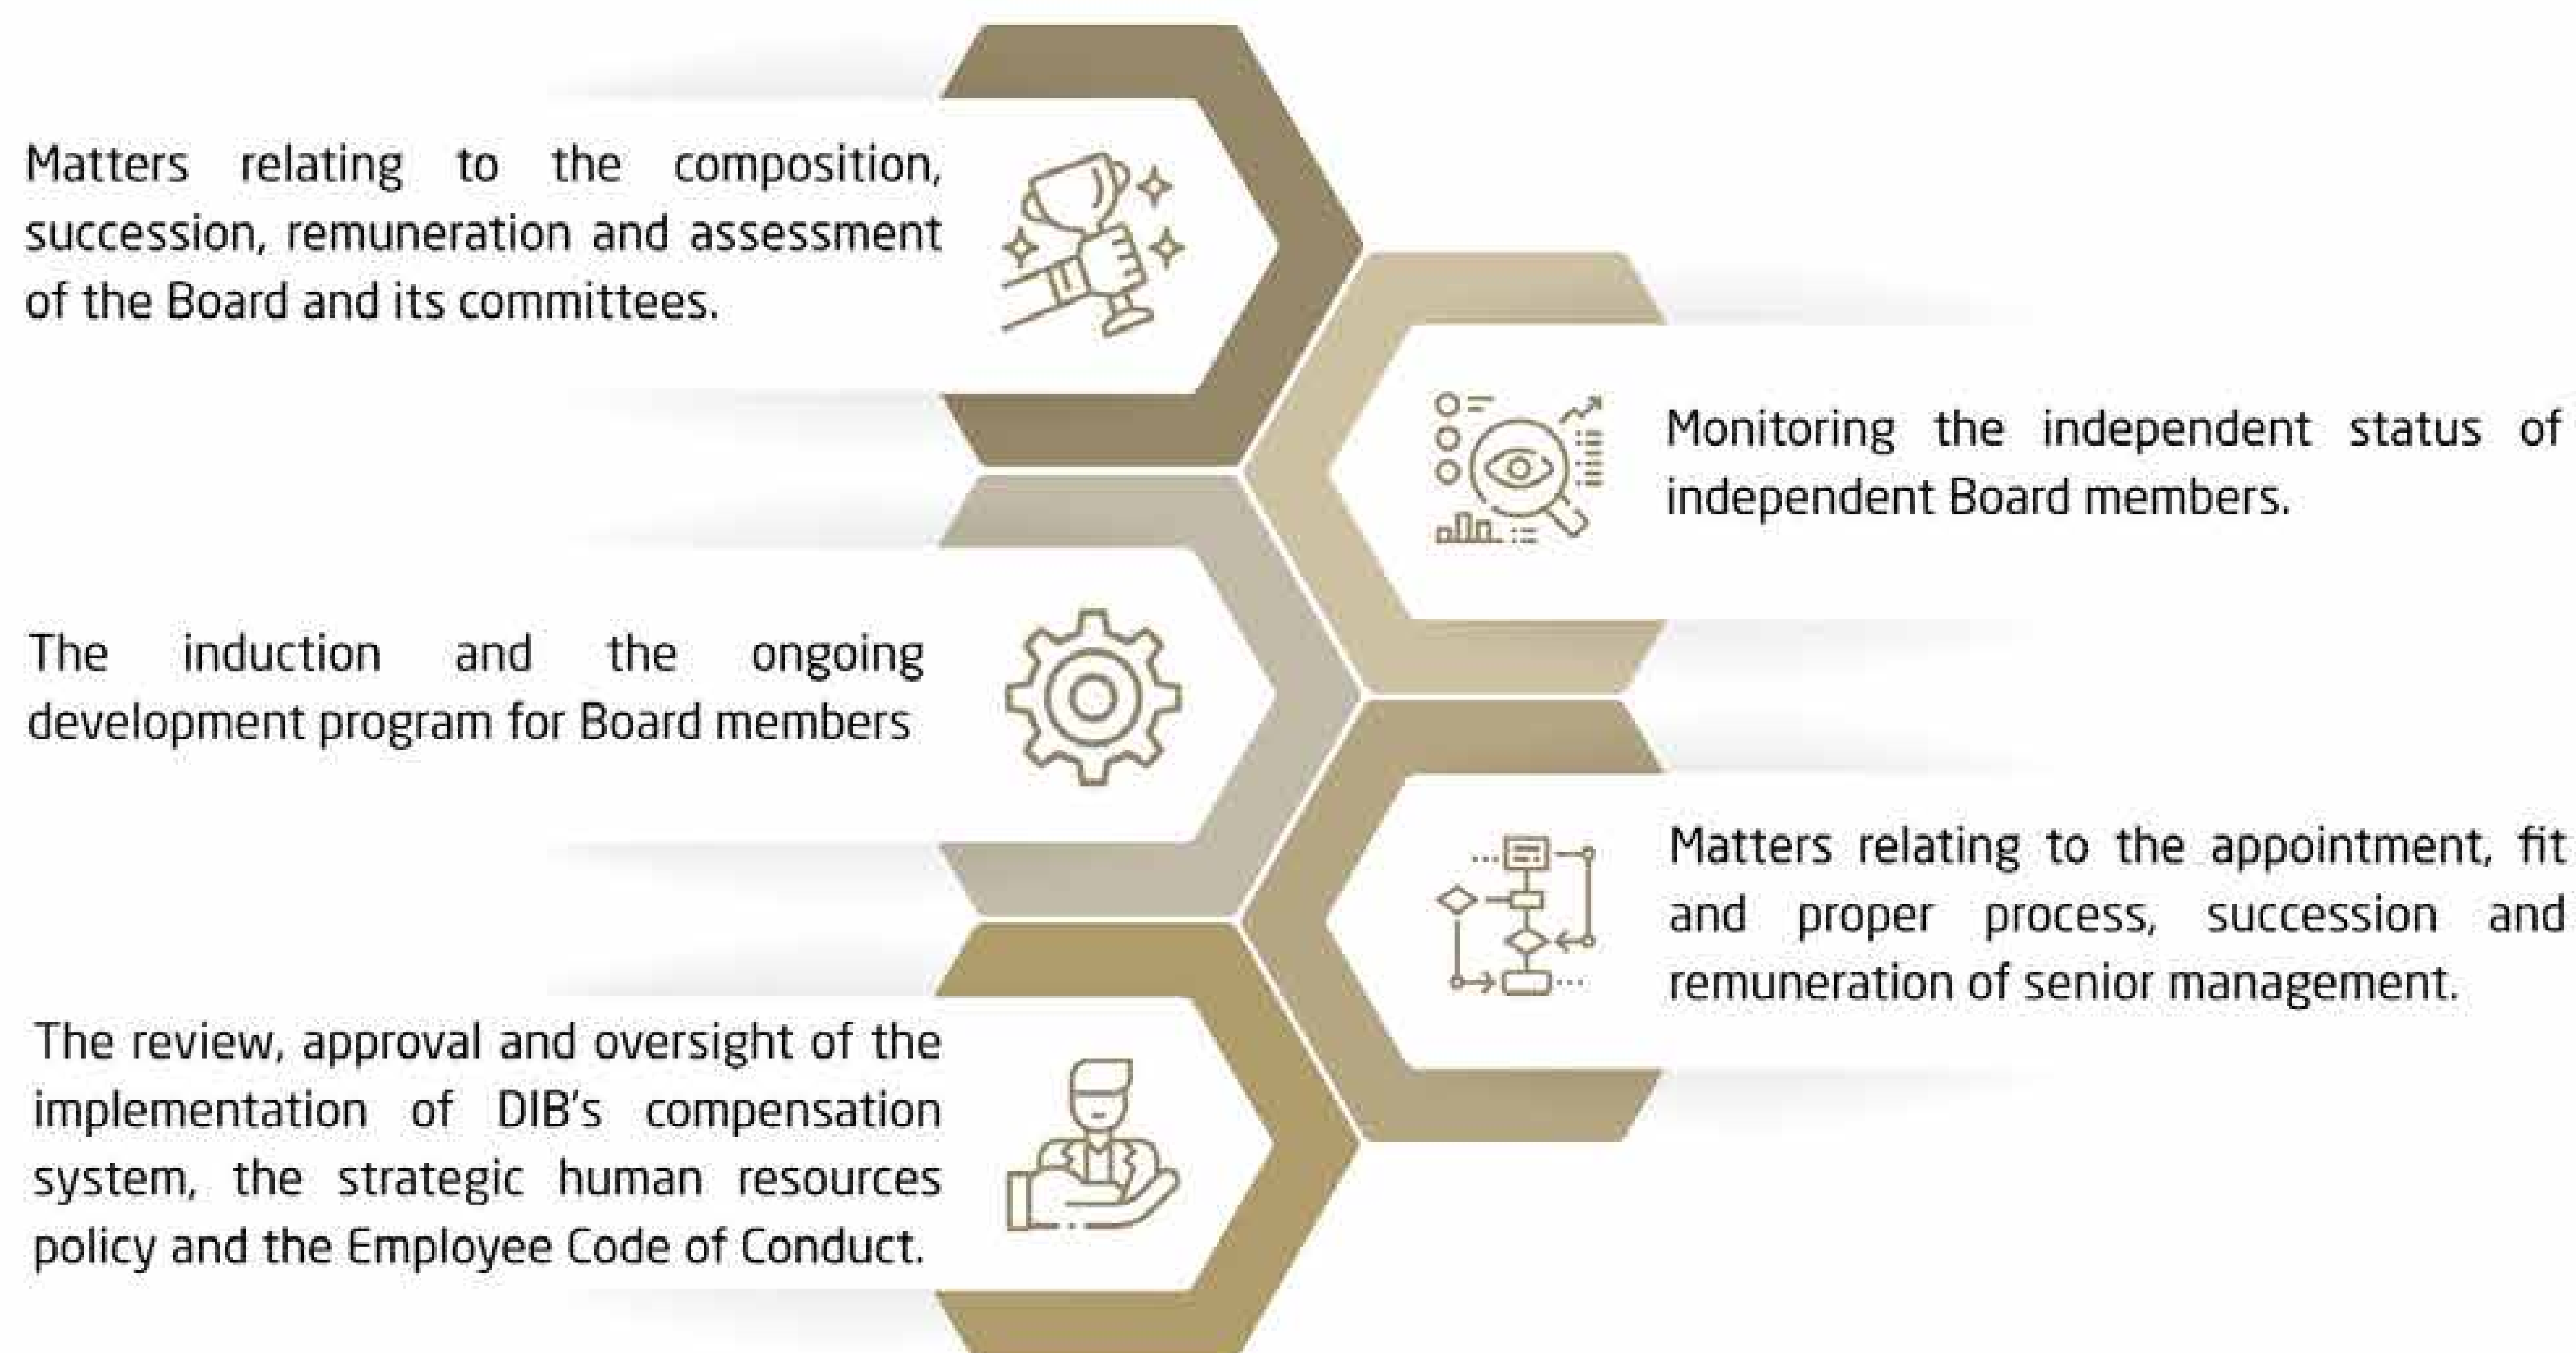 Matters relating to the composition,
succession, remuneration and assessment
of the Board and its committees.
Monitoring the independent status of
independent Board members.
The induction and the ongoing
development program for Board members
Matters relating to the appointment, fit
and proper process, succession and
remuneration of senior management.
The review, approval and oversight of the
implementation of DIB's compensation
system, the strategic human resources
policy and the Employee Code of Conduct.